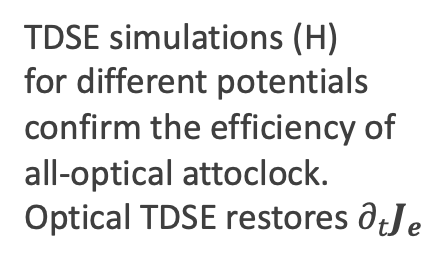 TDSE simulations (H)
for different potentials
confirm the efficiency of
all-optical attoclock.
Optical TDSE restores ∂ₜJₑ